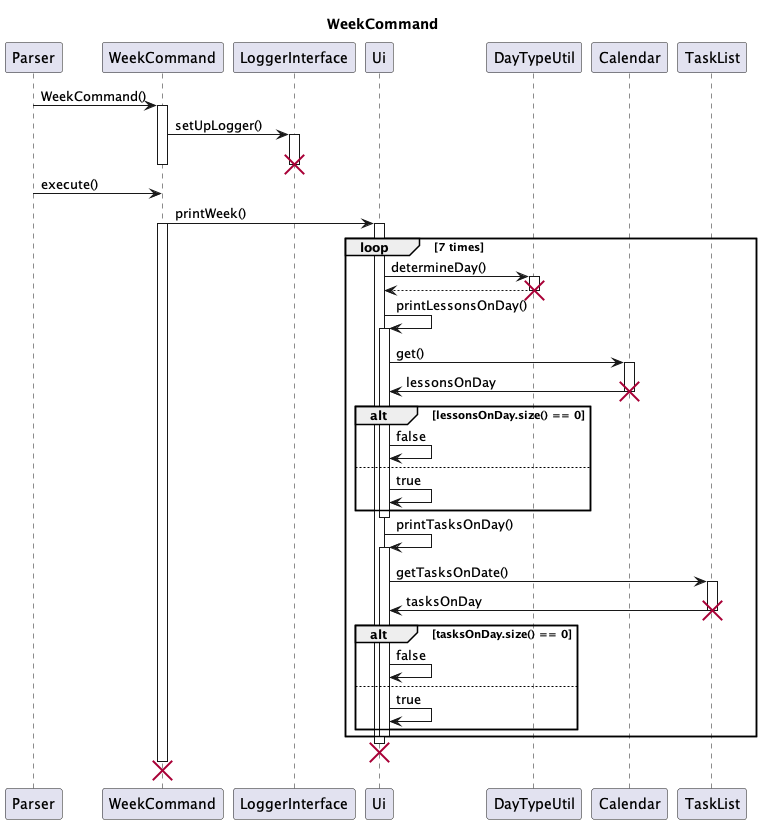 WeekCommand
Parser WeekCommand LoggerInterface Ui DayTypeUtil Calendar TaskList
WeekCommand()
setUpLogger()
execute()
printWeek()
loop [7 times]
determineDay()
printLessonsOnDay()
get()
lessonsOnDay
alt [lessonsOnDay.size() == 0]
false
true
printTasksOnDay()
getTasksOnDate()
tasksOnDay
alt [tasksOnDay.size() == 0]
false
true
Parser WeekCommand LoggerInterface Ui DayTypeUtil Calendar TaskList